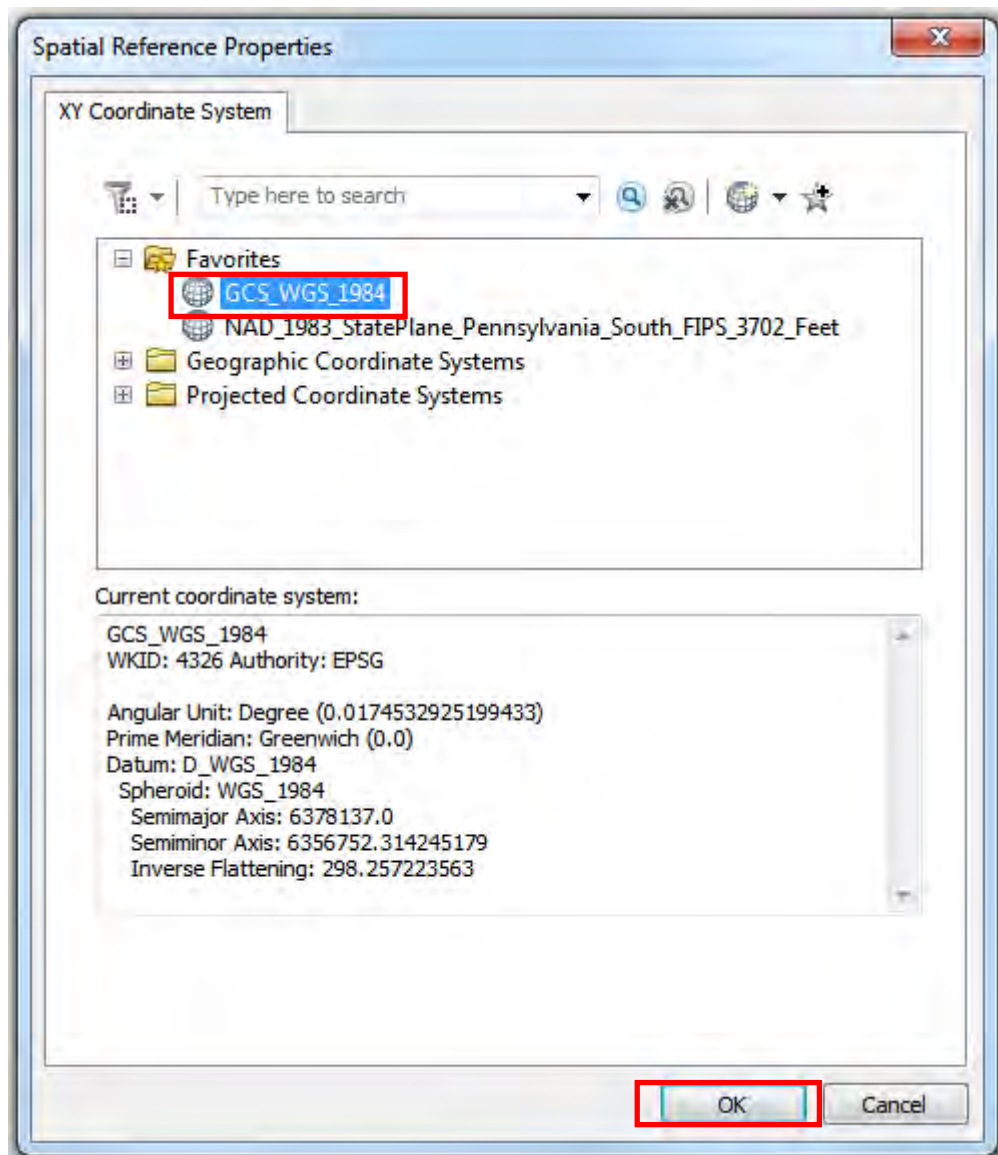 Spatial Reference Properties
XY Coordinate System
Type here to search
Favorites
GCS_WGS_1984
NAD_1983_StatePlane_Pennsylvania_South_FIPS_3702_Feet
Geographic Coordinate Systems
Projected Coordinate Systems
Current coordinate system:
GCS_WGS_1984
WKID: 4326 Authority: EPSG
Angular Unit: Degree (0.0174532925199433)
Prime Meridian: Greenwich (0.0)
Datum: D_WGS_1984
Spheroid: WGS_1984
Semimajor Axis: 6378137.0
Semiminor Axis: 6356752.314245179
Inverse Flattening: 298.257223563
OK Cancel